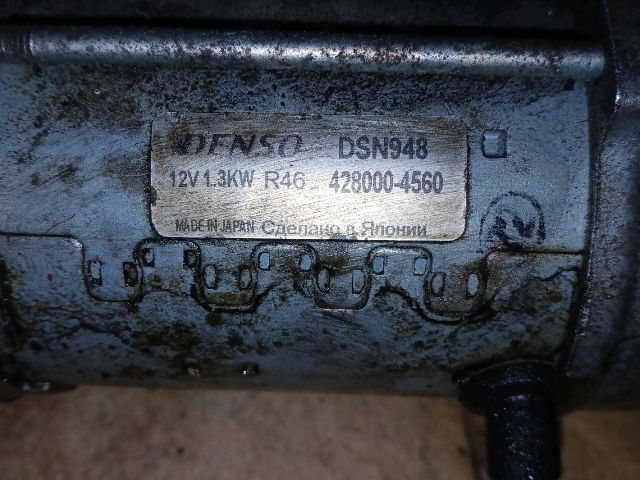 DENSO DSN948
12V 1.3KW R46 428000-4560
MADE IN JAPAN Сделано в Японии